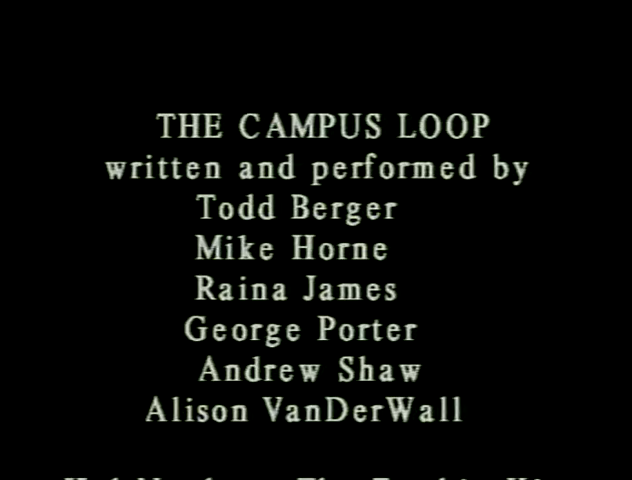 THE CAMPUS LOOP
written and performed by
Todd Berger
Mike Horne
Raina James
George Porter
Andrew Shaw
Alison VanDerWall